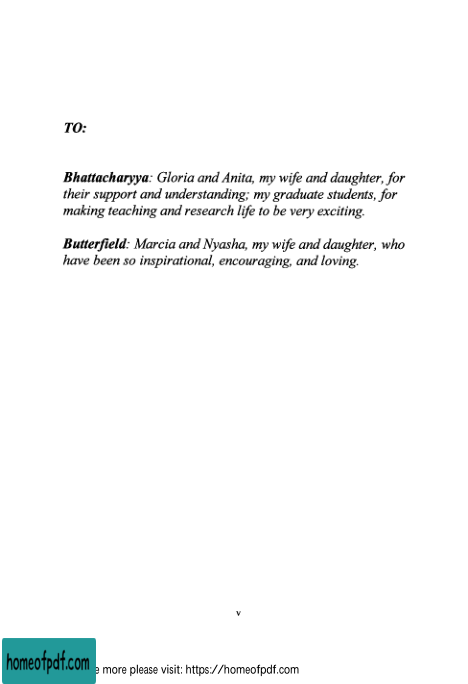 TO:
Bhattacharyya: Gloria and Anita, my wife and daughter, for
their support and understanding; my graduate students, for
making teaching and research life to be very exciting.
Butterfield: Marcia and Nyasha, my wife and daughter, who
have been so inspirational, encouraging, and loving.
v
homeofpdf.com
more please visit: https://homeofpdf.com